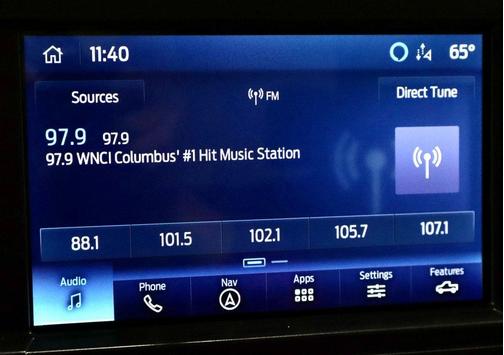 11:40 65°
Sources FM Direct Tune
97.9 97.9
97.9 WNCI Columbus' #1 Hit Music Station
88.1 101.5 102.1 105.7 107.1
Audio Phone Nav Apps Settings Features